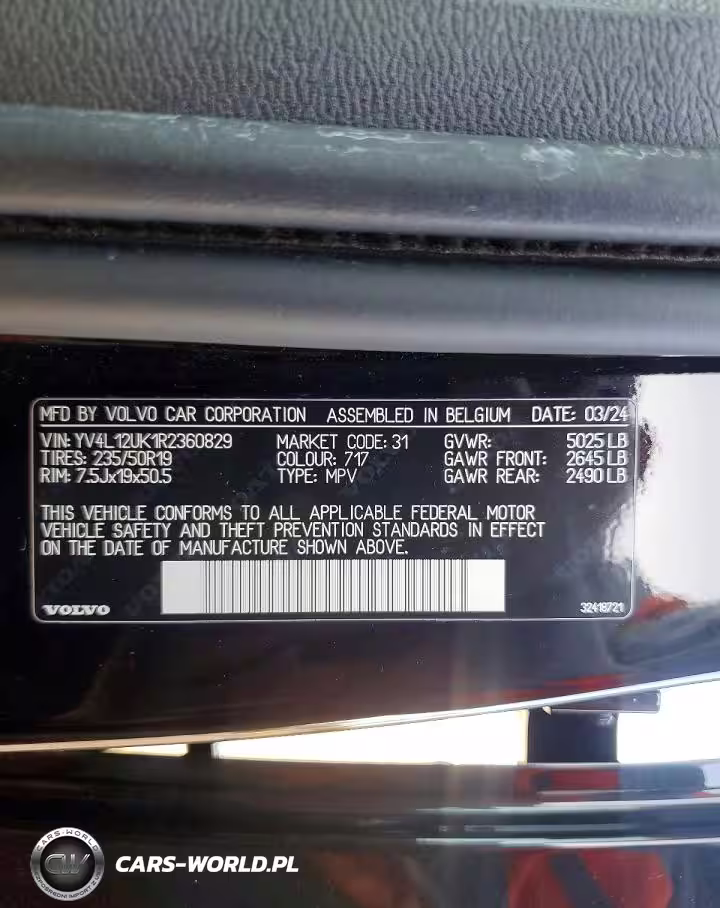 MFD BY VOLVO CAR CORPORATION ASSEMBLED IN BELGIUM DATE: 03/24
VIN: YV4L12UK1R2360829 MARKET CODE: 31 GVWR: 5025 LB
TIRES: 235/50R19 COLOUR: 717 GAWR FRONT: 2645 LB
RIM: 7.5Jx19x50.5 TYPE: MPV GAWR REAR: 2490 LB
THIS VEHICLE CONFORMS TO ALL APPLICABLE FEDERAL MOTOR
VEHICLE SAFETY AND THEFT PREVENTION STANDARDS IN EFFECT
ON THE DATE OF MANUFACTURE SHOWN ABOVE.
VOLVO 32418721
CARS-WORLD
CW
CARS-WORLD.PL